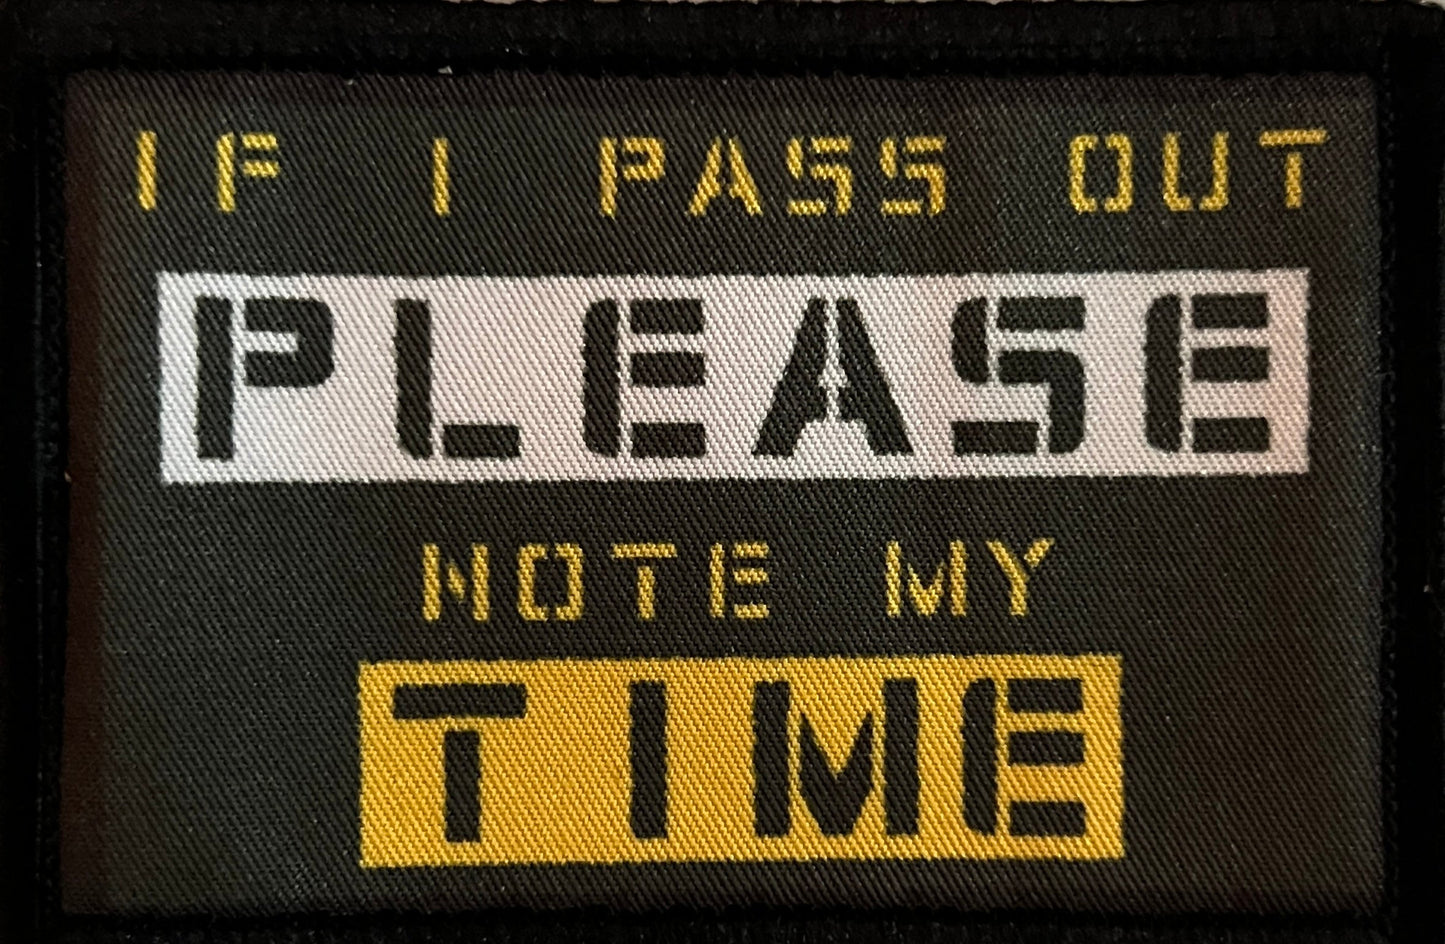 IF I PASS OUT
PLEASE
NOTE MY
TIME